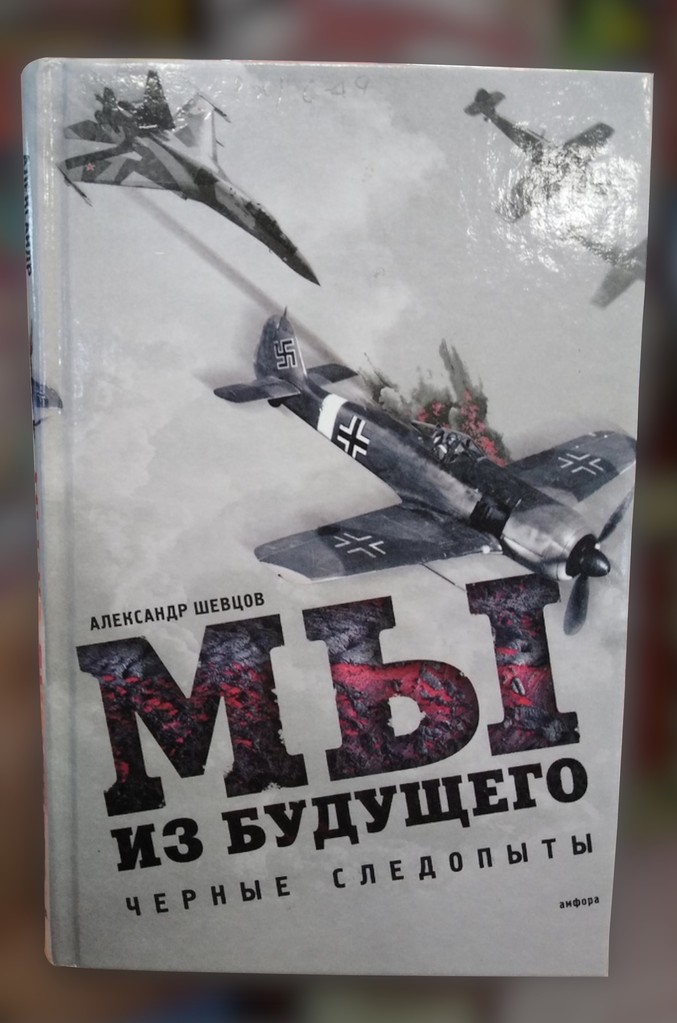 АЛЕКСАНДР ШЕВЦОВ
МЫ
ИЗ БУДУЩЕГО
ЧЕРНЫЕ СЛЕДОПЫТЫ
амфора